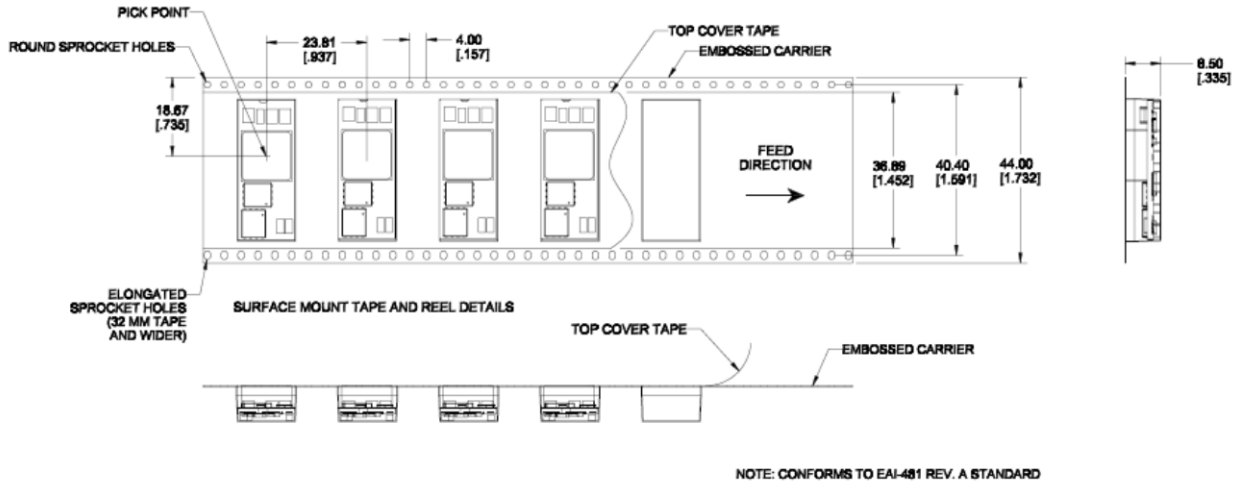 PICK POINT
ROUND SPROCKET HOLES
23.81
[.937]
4.00
[.157]
TOP COVER TAPE
EMBOSSED CARRIER
8.50
[.335]
18.67
[.735]
FEED
DIRECTION
36.89
[1.452]
40.40
[1.591]
44.00
[1.732]
ELONGATED
SPROCKET HOLES
(32 MM TAPE
AND WIDER)
SURFACE MOUNT TAPE AND REEL DETAILS
TOP COVER TAPE
EMBOSSED CARRIER
NOTE: CONFORMS TO EAI-481 REV. A STANDARD